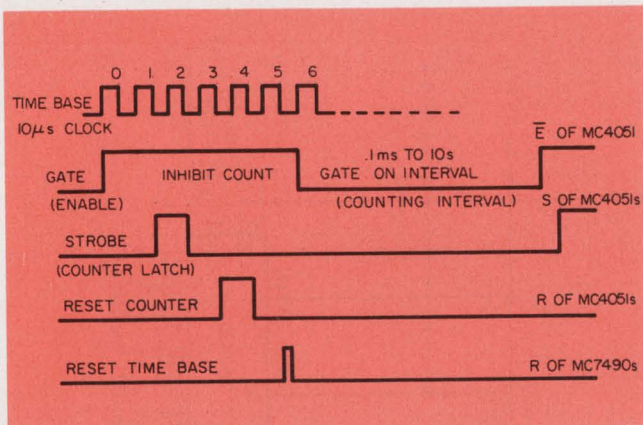 0 1 2 3 4 5 6
TIME BASE
10μs CLOCK
E̅ OF MC4051
.1ms TO 10s
GATE INHIBIT COUNT GATE ON INTERVAL
(ENABLE) (COUNTING INTERVAL) S OF MC4051s
STROBE
(COUNTER LATCH)
RESET COUNTER R OF MC4051s
RESET TIME BASE R OF MC7490s